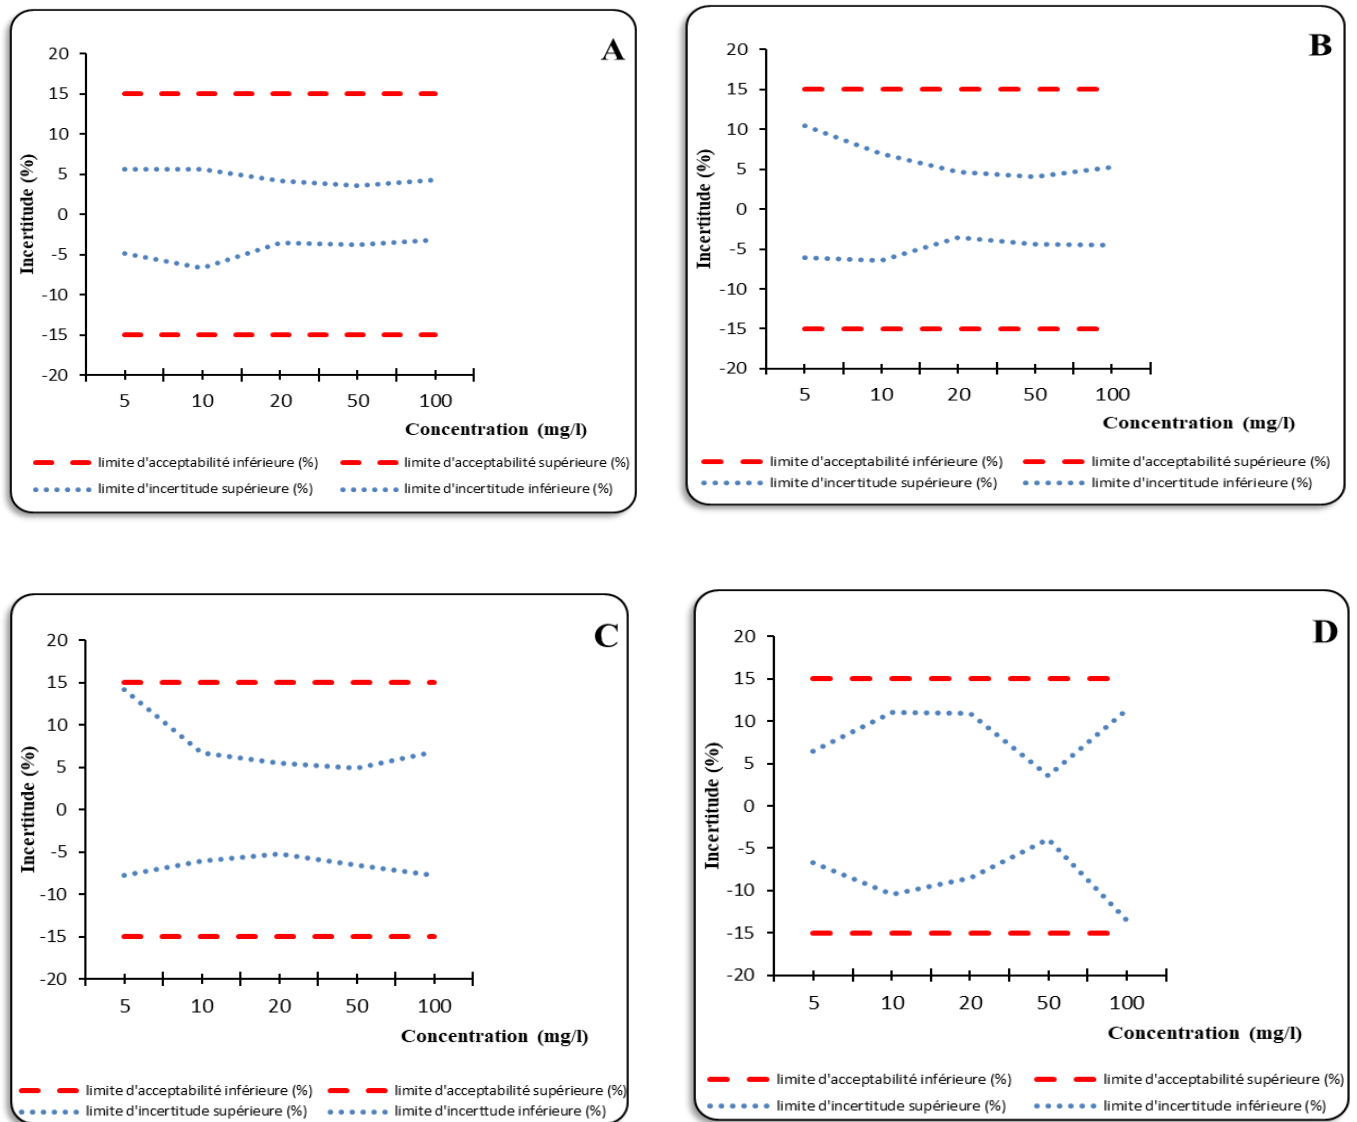 A
20
15
10
5
0
-5
-10
-15
-20
Incertitude (%)
5 10 20 50 100
Concentration (mg/l)
limite d'acceptabilité inférieure (%) limite d'acceptabilité supérieure (%)
limite d'incertitude supérieure (%) limite d'incertitude inférieure (%)
B
20
15
10
5
0
-5
-10
-15
-20
Incertitude (%)
5 10 20 50 100
Concentration (mg/l)
limite d'acceptabilité inférieure (%) limite d'acceptabilité supérieure (%)
limite d'incertitude supérieure (%) limite d'incertitude inférieure (%)
C
20
15
10
5
0
-5
-10
-15
-20
Incertitude (%)
5 10 20 50 100
Concentration (mg/l)
limite d'acceptabilité inférieure (%) limite d'acceptabilité supérieure (%)
limite d'incertitude supérieure (%) limite d'incerttude inférieure (%)
D
20
15
10
5
0
-5
-10
-15
-20
Incertitude (%)
5 10 20 50 100
Concentration (mg/l)
limite d'acceptabilité inférieure (%) limite d'acceptabilité supérieure (%)
limite d'incertitude supérieure (%) limite d'incertitude inférieure (%)